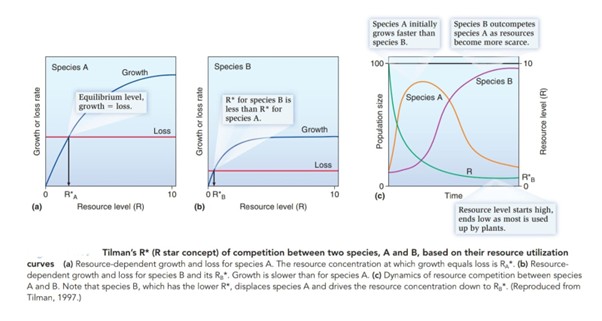 Species A initially
grows faster than
species B.
Species B outcompetes
species A as resources
become more scarce.
Species A
Growth
Equilibrium level,
growth = loss.
Loss
Growth or loss rate
0
R*A
10
(a)
Resource level (R)
Species B
R* for species B is
less than R* for
species A.
Growth
Loss
Growth or loss rate
0 R*B
10
(b)
Resource level (R)
100
10
Species B
Species A
R
Population size
Resource level (R)
R*B
0
0
(c)
Time
Resource level starts high,
ends low as most is used
up by plants.
Tilman's R* (R star concept) of competition between two species, A and B, based on their resource utilization
curves (a) Resource-dependent growth and loss for species A. The resource concentration at which growth equals loss is RA*. (b) Resource-
dependent growth and loss for species B and its RB*. Growth is slower than for species A. (c) Dynamics of resource competition between species
A and B. Note that species B, which has the lower R*, displaces species A and drives the resource concentration down to RB*. (Reproduced from
Tilman, 1997.)